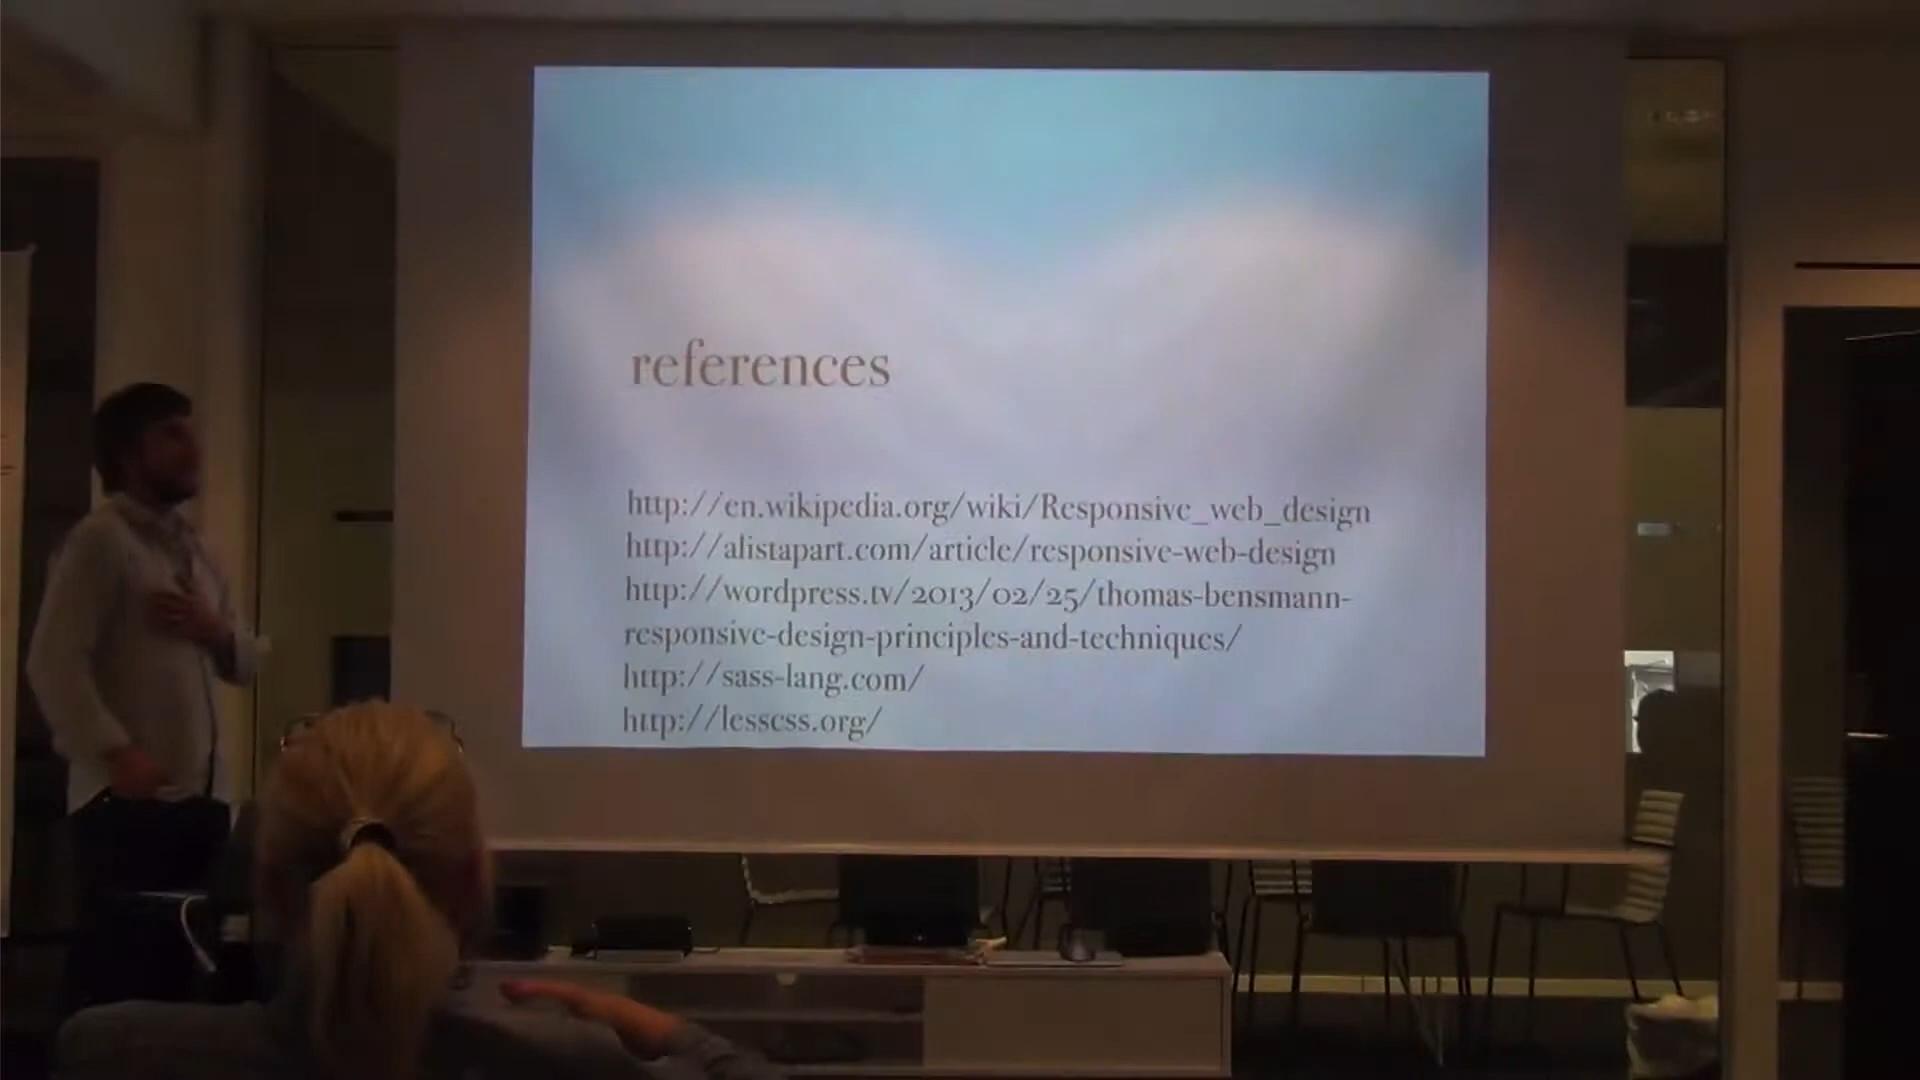 references
http://en.wikipedia.org/wiki/Responsive_web_design
http://alistapart.com/article/responsive-web-design
http://wordpress.tv/2013/02/25/thomas-bensmann-
responsive-design-principles-and-techniques/
http://sass-lang.com/
http://lesscss.org/